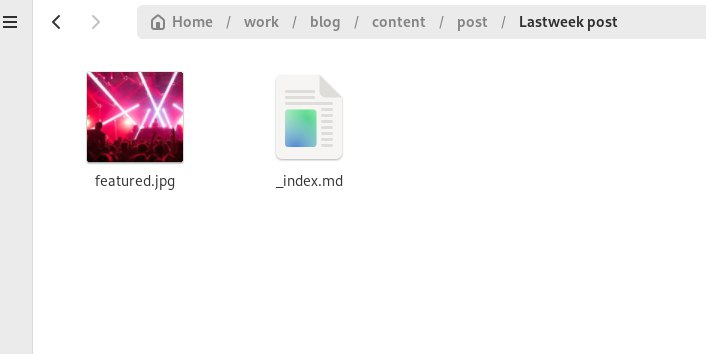 Home / work / blog / content / post / Lastweek post
featured.jpg _index.md